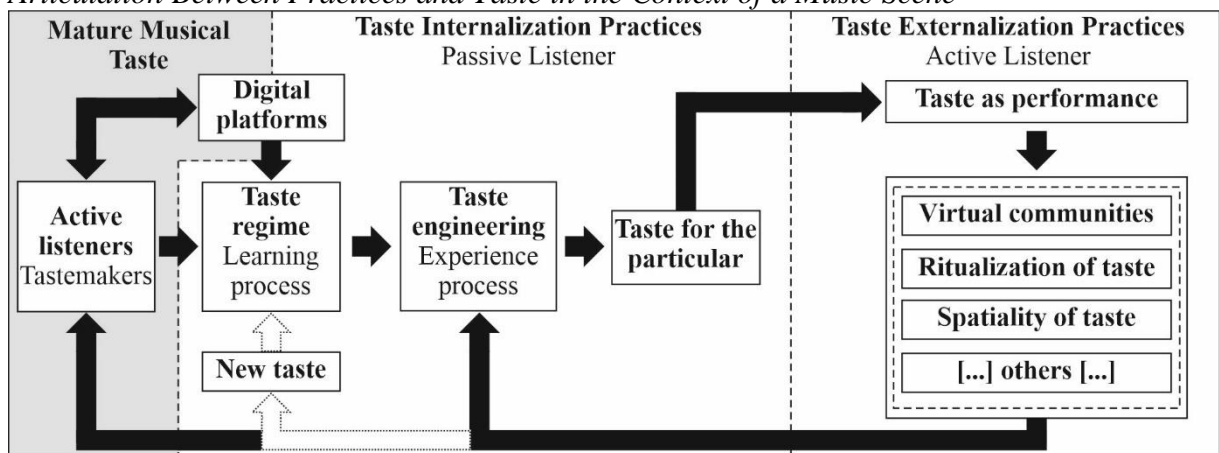 Articulation Between Practices and Taste in the Context of a Music Scene
Mature Musical
Taste
Taste Internalization Practices
Passive Listener
Taste Externalization Practices
Active Listener
Digital
platforms
Taste as performance
Active
listeners
Tastemakers
Taste
regime
Learning
process
Taste
engineering
Experience
process
Taste for the
particular
Virtual communities
Ritualization of taste
Spatiality of taste
[...] others [...]
New taste